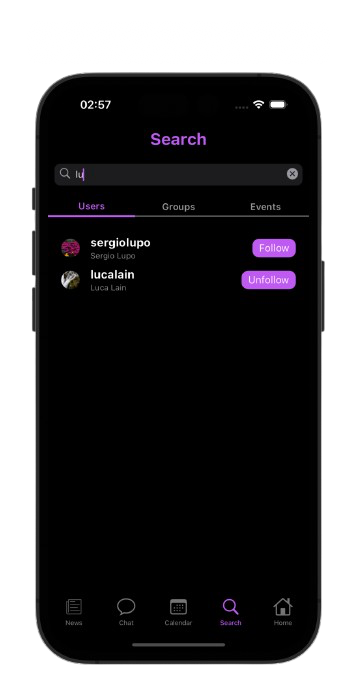 02:57
Search
lu
Users Groups Events
sergiolupo
Sergio Lupo
Follow
lucalain
Luca Lain
Unfollow
News Chat Calendar Search Home